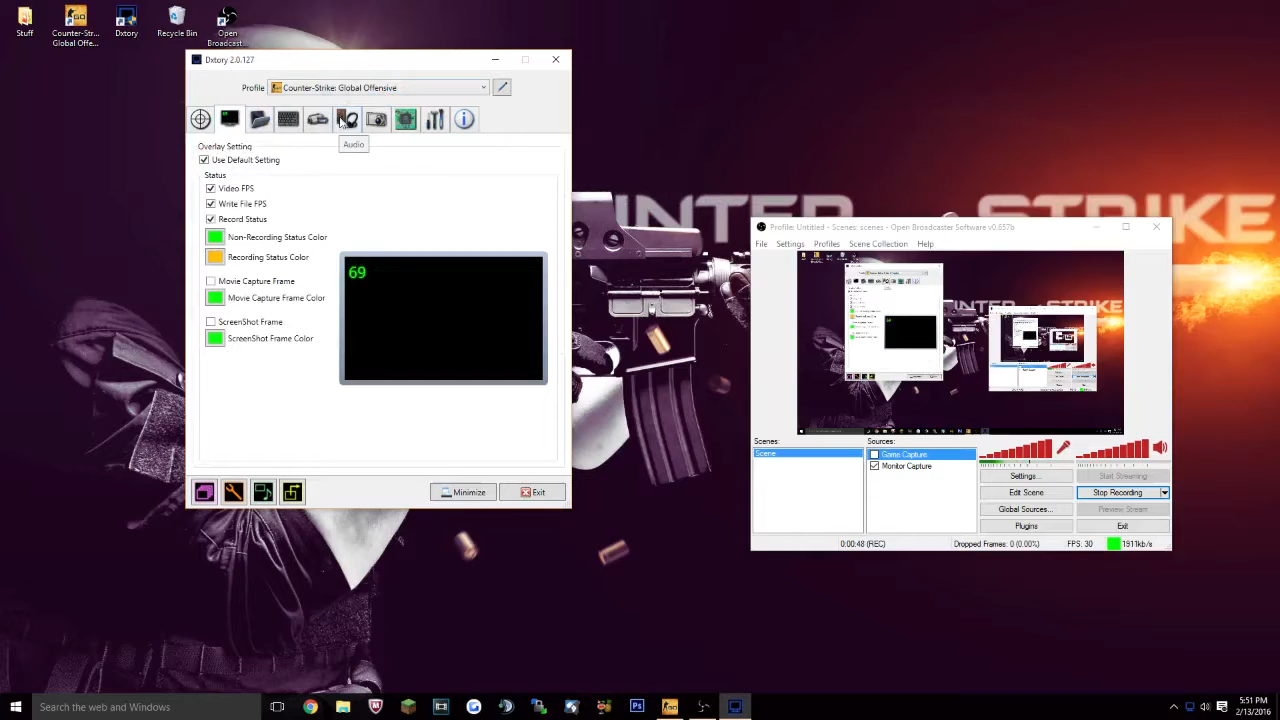 Stuff
Counter-Str...
Global Offe...
Dxtory
Recycle Bin
Open
Broadcast...
Dxtory 2.0.127
Profile
Counter-Strike: Global Offensive
Audio
Overlay Setting
Use Default Setting
Status
Video FPS
Write File FPS
Record Status
Non-Recording Status Color
Recording Status Color
Movie Capture Frame
Movie Capture Frame Color
ScreenShot Frame
ScreenShot Frame Color
69
Minimize
Exit
INTER STRIKE
Profile: Untitled - Scenes: scenes - Open Broadcaster Software v0.657b
File Settings Profiles Scene Collection Help
Scenes:
Scene
Sources:
Game Capture
Monitor Capture
Settings...
Start Streaming
Edit Scene
Stop Recording
Global Sources...
Preview Stream
Plugins
Exit
0:00:48 (REC)
Dropped Frames: 0 (0.00%)
FPS: 30
1911kb/s
Search the web and Windows
5:51 PM
2/13/2016